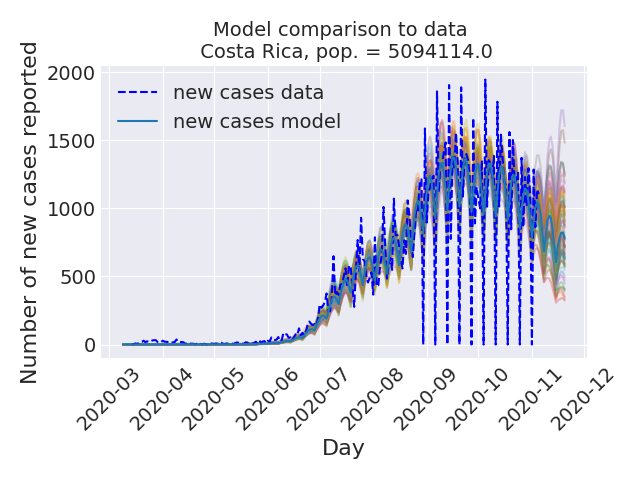 Model comparison to data
Costa Rica, pop. = 5094114.0
Number of new cases reported
2000
1500
1000
500
0
new cases data
new cases model
2020-03
2020-04
2020-05
2020-06
2020-07
2020-08
2020-09
2020-10
2020-11
2020-12
Day